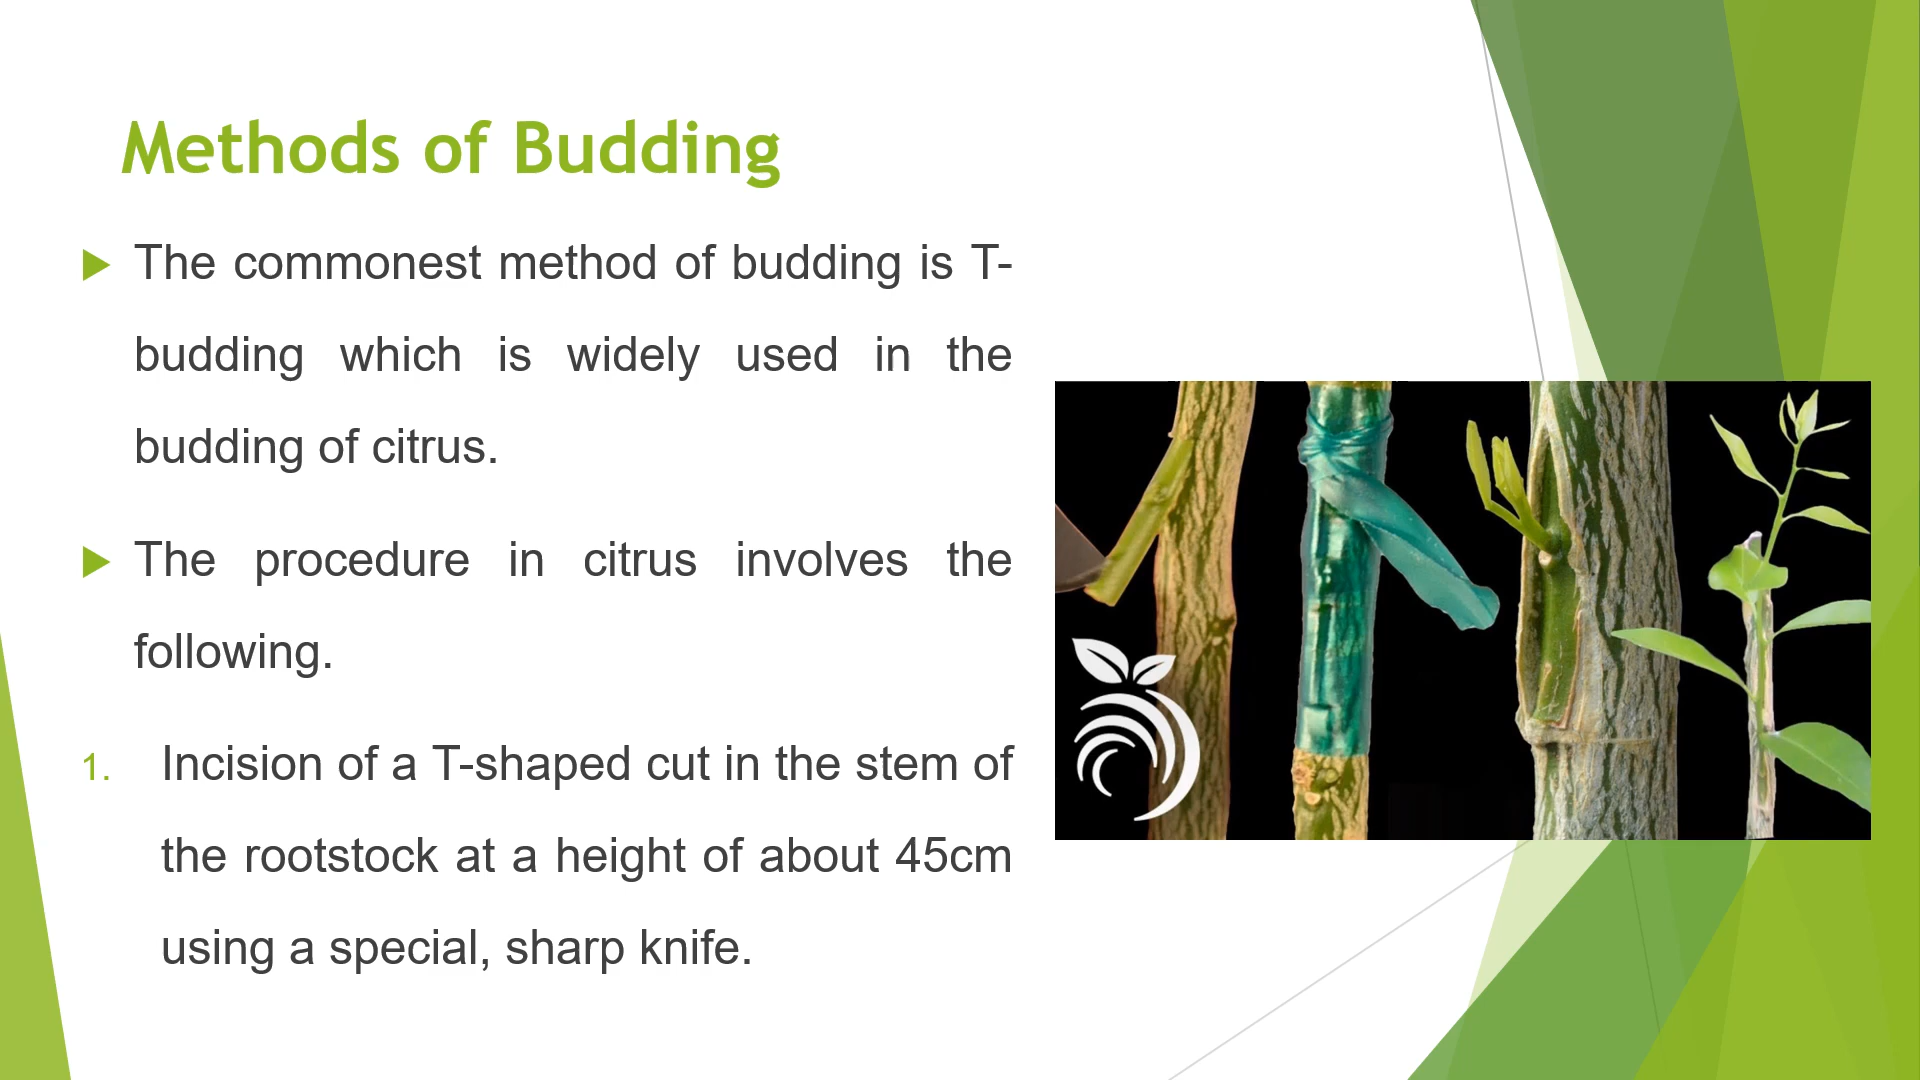 Methods of Budding
The commonest method of budding is T-
budding which is widely used in the
budding of citrus.
The procedure in citrus involves the
following.
1. Incision of a T-shaped cut in the stem of
the rootstock at a height of about 45cm
using a special, sharp knife.